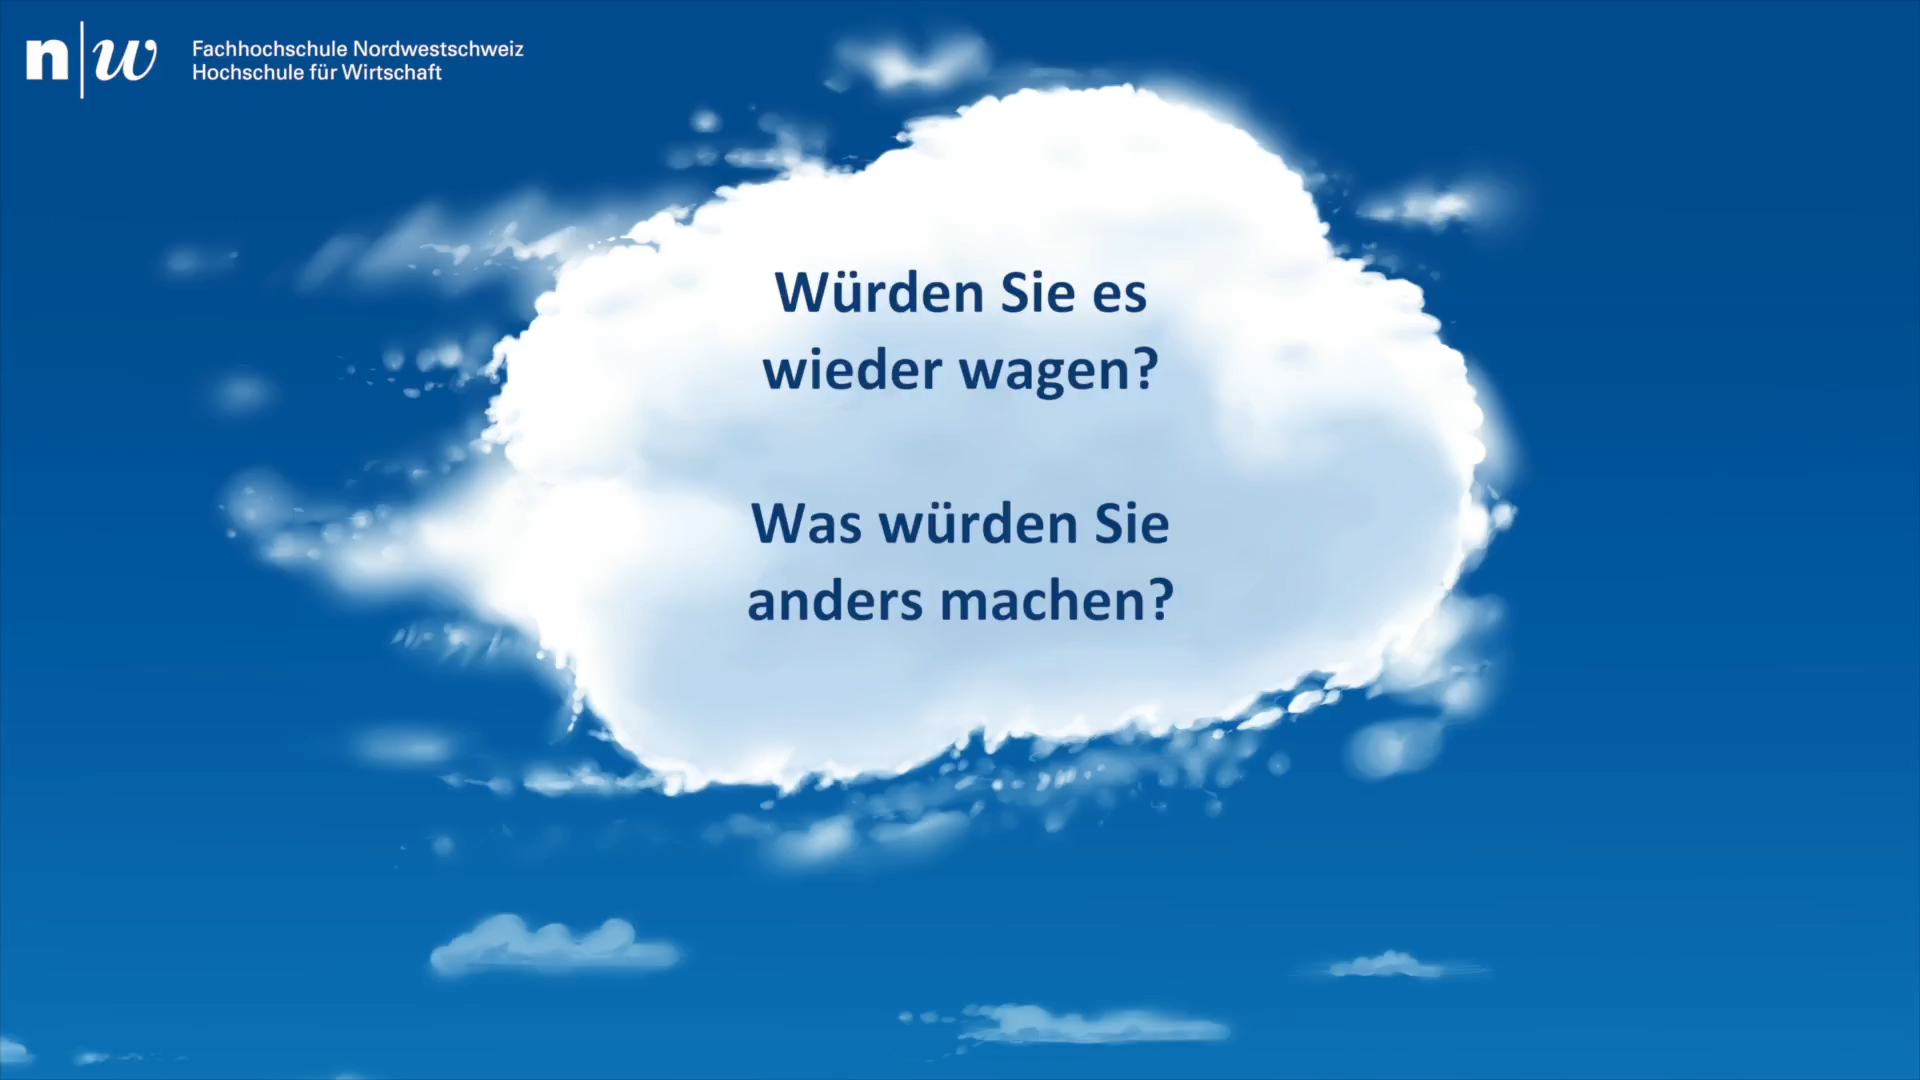 n|w
Fachhochschule Nordwestschweiz
Hochschule für Wirtschaft
Würden Sie es
wieder wagen?
Was würden Sie
anders machen?